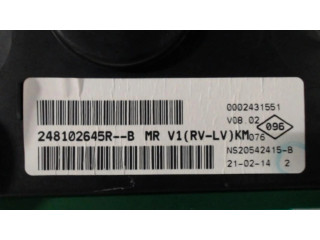 0002431551
V08.02
096
248102645R--B MR V1(RV-LV)KM
076
NS20542415-B
21-02-14 2